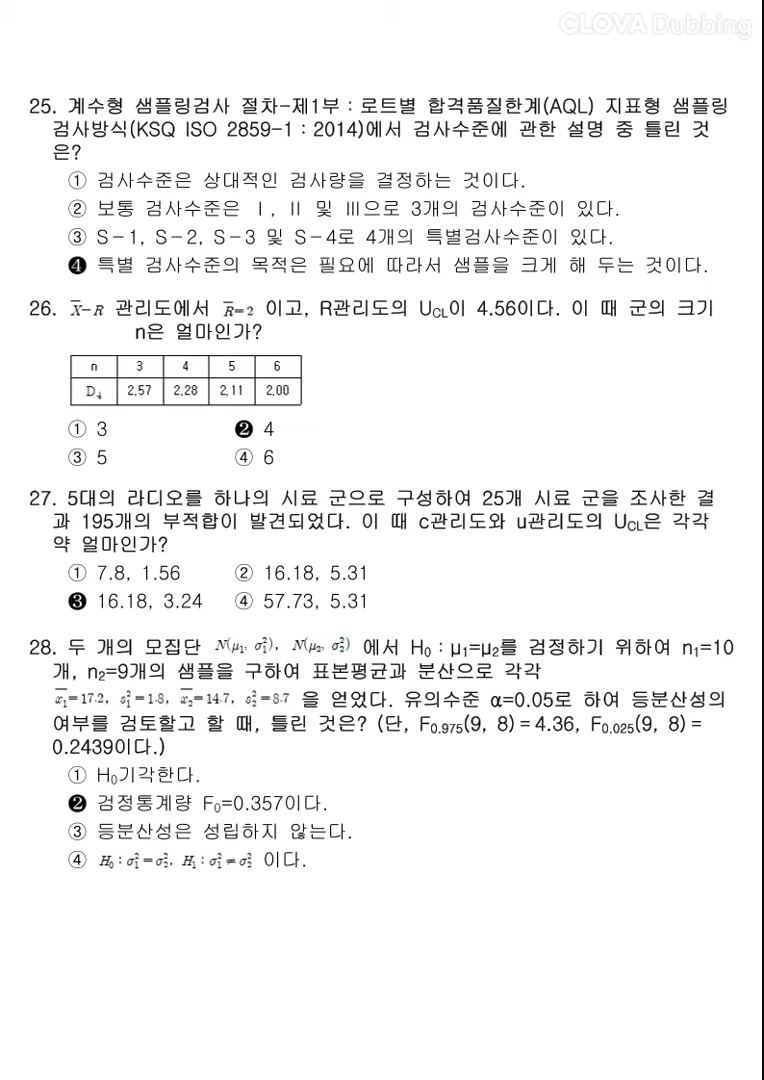 CLOVA Dubbing
25. 계수형 샘플링검사 절차-제1부 : 로트별 합격품질한계(AQL) 지표형 샘플링
검사방식(KSQ ISO 2859-1 : 2014)에서 검사수준에 관한 설명 중 틀린 것
은?
① 검사수준은 상대적인 검사량을 결정하는 것이다.
② 보통 검사수준은 Ⅰ, Ⅱ 및 Ⅲ으로 3개의 검사수준이 있다.
③ S-1, S-2, S-3 및 S-4로 4개의 특별검사수준이 있다.
❹ 특별 검사수준의 목적은 필요에 따라서 샘플을 크게 해 두는 것이다.
26. X̅-R 관리도에서 R̅=2 이고, R관리도의 UCL이 4.56이다. 이 때 군의 크기
n은 얼마인가?
n 3 4 5 6
D₄ 2.57 2.28 2.11 2.00
① 3 ❷ 4
③ 5 ④ 6
27. 5대의 라디오를 하나의 시료 군으로 구성하여 25개 시료 군을 조사한 결
과 195개의 부적합이 발견되었다. 이 때 c관리도와 u관리도의 UCL은 각각
약 얼마인가?
① 7.8, 1.56 ② 16.18, 5.31
❸ 16.18, 3.24 ④ 57.73, 5.31
28. 두 개의 모집단 N(μ₁, σ₁²), N(μ₂, σ₂²) 에서 H₀ : μ₁=μ₂를 검정하기 위하여 n₁=10
개, n₂=9개의 샘플을 구하여 표본평균과 분산으로 각각
x̅₁=17.2, s₁²=1.8, x̅₂=14.7, s₂²=8.7 을 얻었다. 유의수준 α=0.05로 하여 등분산성의
여부를 검토할고 할 때, 틀린 것은? (단, F₀.₉₇₅(9, 8) = 4.36, F₀.₀₂₅(9, 8) =
0.2439이다.)
① H₀기각한다.
❷ 검정통계량 F₀=0.357이다.
③ 등분산성은 성립하지 않는다.
④ H₀ : σ₁²=σ₂², H₁ : σ₁²≠σ₂² 이다.